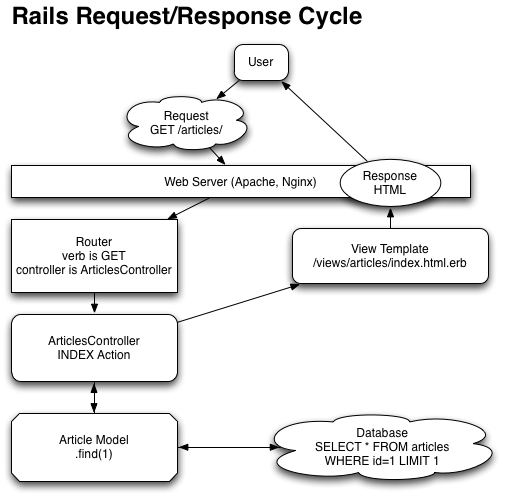 Rails Request/Response Cycle
User
Request
GET /articles/
Web Server (Apache, Nginx)
Response
HTML
Router
verb is GET
controller is ArticlesController
View Template
/views/articles/index.html.erb
ArticlesController
INDEX Action
Article Model
.find(1)
Database
SELECT * FROM articles
WHERE id=1 LIMIT 1